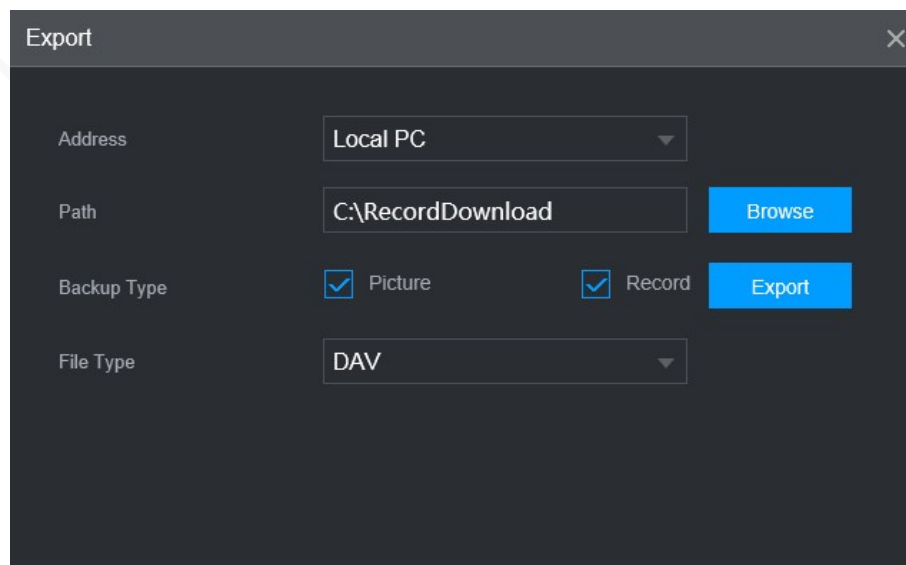 Export
Address Local PC
Path C:\RecordDownload Browse
Backup Type Picture Record Export
File Type DAV